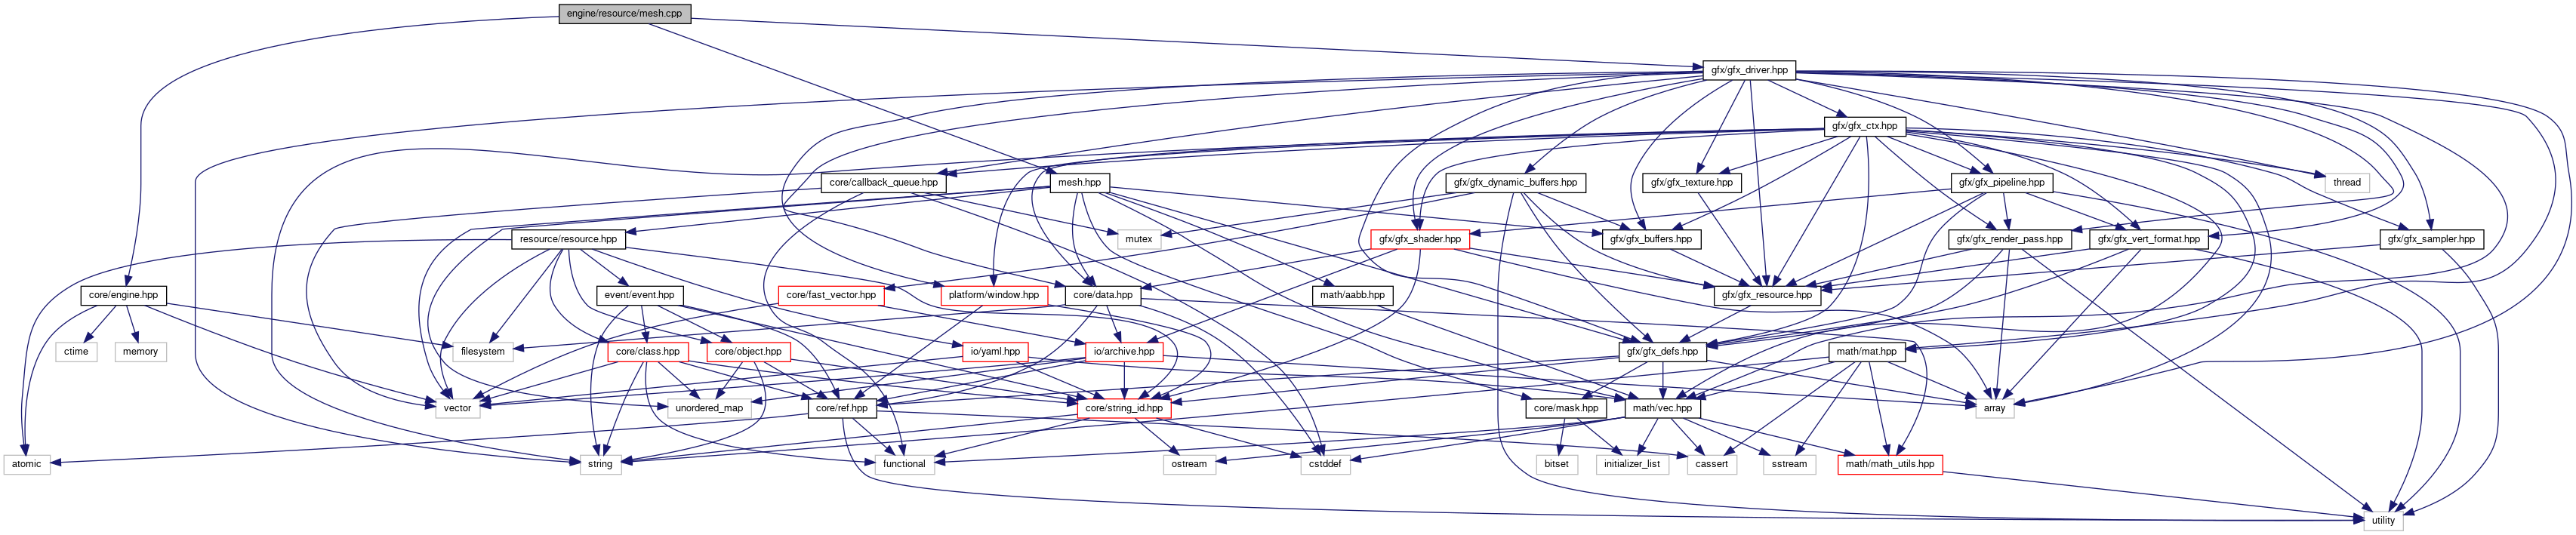 engine/resource/mesh.cpp
gfx/gfx_driver.hpp
gfx/gfx_ctx.hpp
core/callback_queue.hpp
mesh.hpp
gfx/gfx_dynamic_buffers.hpp
gfx/gfx_texture.hpp
gfx/gfx_pipeline.hpp
thread
resource/resource.hpp
mutex
gfx/gfx_shader.hpp
gfx/gfx_buffers.hpp
gfx/gfx_render_pass.hpp
gfx/gfx_vert_format.hpp
gfx/gfx_sampler.hpp
core/engine.hpp
event/event.hpp
core/fast_vector.hpp
platform/window.hpp
core/data.hpp
math/aabb.hpp
gfx/gfx_resource.hpp
ctime
memory
filesystem
core/class.hpp
core/object.hpp
io/yaml.hpp
io/archive.hpp
gfx/gfx_defs.hpp
math/mat.hpp
vector
unordered_map
core/ref.hpp
core/string_id.hpp
core/mask.hpp
math/vec.hpp
array
atomic
string
functional
ostream
cstddef
bitset
initializer_list
cassert
sstream
math/math_utils.hpp
utility